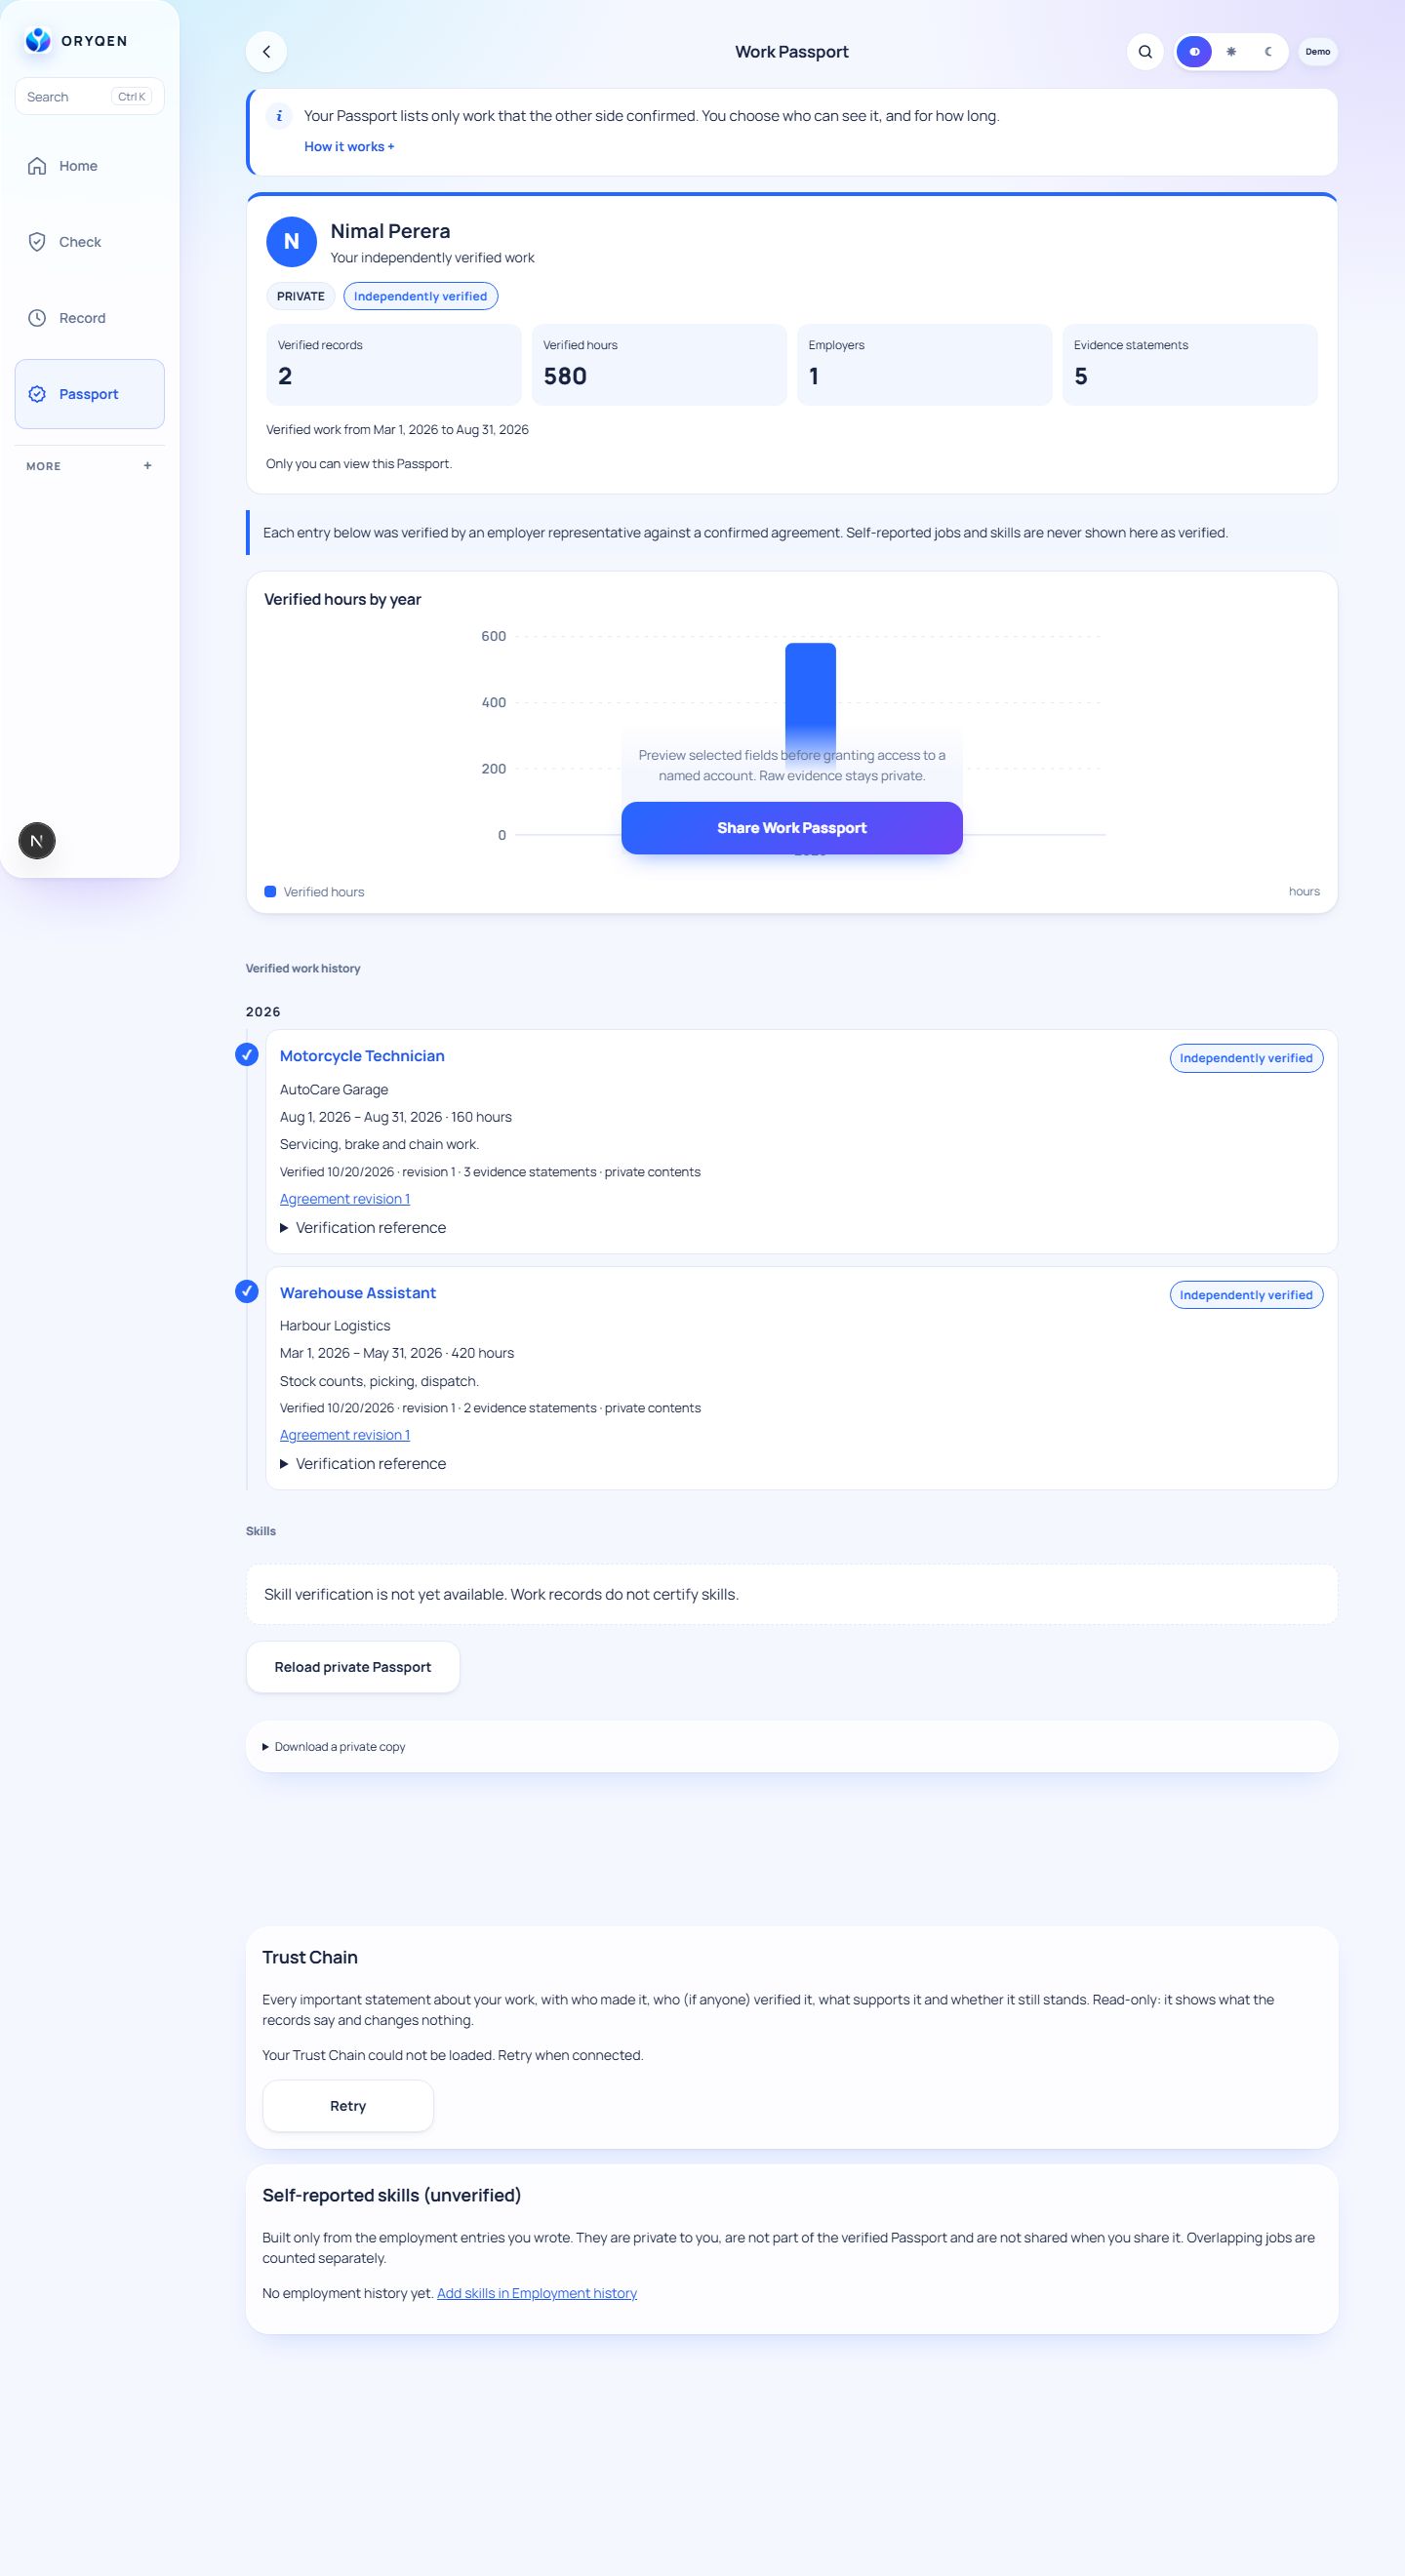 ORYQEN
Search
Ctrl K
Home
Check
Record
Passport
MORE
+
N
Work Passport
Demo
i
Your Passport lists only work that the other side confirmed. You choose who can see it, and for how long.
How it works +
N
Nimal Perera
Your independently verified work
PRIVATE
Independently verified
Verified records
2
Verified hours
580
Employers
1
Evidence statements
5
Verified work from Mar 1, 2026 to Aug 31, 2026
Only you can view this Passport.
Each entry below was verified by an employer representative against a confirmed agreement. Self-reported jobs and skills are never shown here as verified.
Verified hours by year
600
400
200
0
Preview selected fields before granting access to a
named account. Raw evidence stays private.
Share Work Passport
Verified hours
hours
Verified work history
2026
Motorcycle Technician
Independently verified
AutoCare Garage
Aug 1, 2026 – Aug 31, 2026 · 160 hours
Servicing, brake and chain work.
Verified 10/20/2026 · revision 1 · 3 evidence statements · private contents
Agreement revision 1
Verification reference
Warehouse Assistant
Independently verified
Harbour Logistics
Mar 1, 2026 – May 31, 2026 · 420 hours
Stock counts, picking, dispatch.
Verified 10/20/2026 · revision 1 · 2 evidence statements · private contents
Agreement revision 1
Verification reference
Skills
Skill verification is not yet available. Work records do not certify skills.
Reload private Passport
Download a private copy
Trust Chain
Every important statement about your work, with who made it, who (if anyone) verified it, what supports it and whether it still stands. Read-only: it shows what the
records say and changes nothing.
Your Trust Chain could not be loaded. Retry when connected.
Retry
Self-reported skills (unverified)
Built only from the employment entries you wrote. They are private to you, are not part of the verified Passport and are not shared when you share it. Overlapping jobs are
counted separately.
No employment history yet. Add skills in Employment history